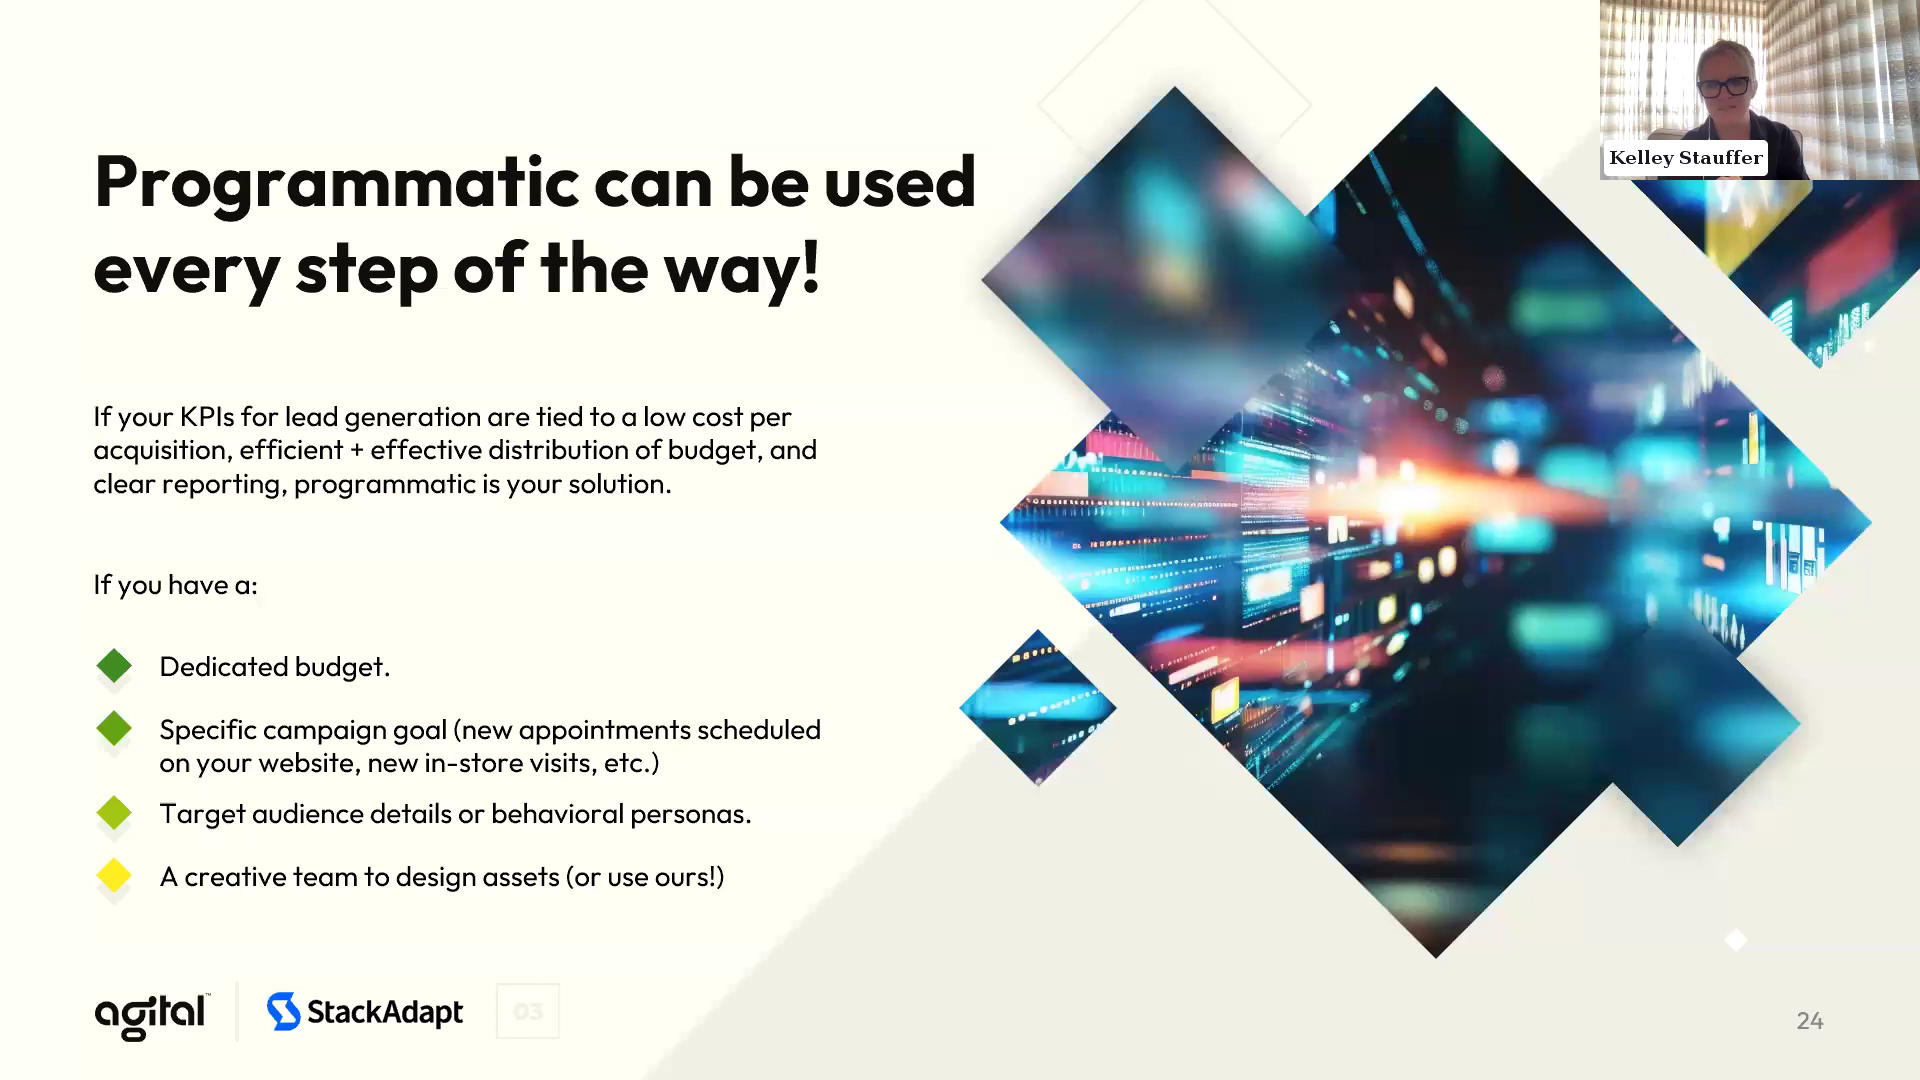 Kelley Stauffer
Programmatic can be used
every step of the way!
If your KPIs for lead generation are tied to a low cost per
acquisition, efficient + effective distribution of budget, and
clear reporting, programmatic is your solution.
If you have a:
Dedicated budget.
Specific campaign goal (new appointments scheduled
on your website, new in-store visits, etc.)
Target audience details or behavioral personas.
A creative team to design assets (or use ours!)
agital™
StackAdapt
03
24